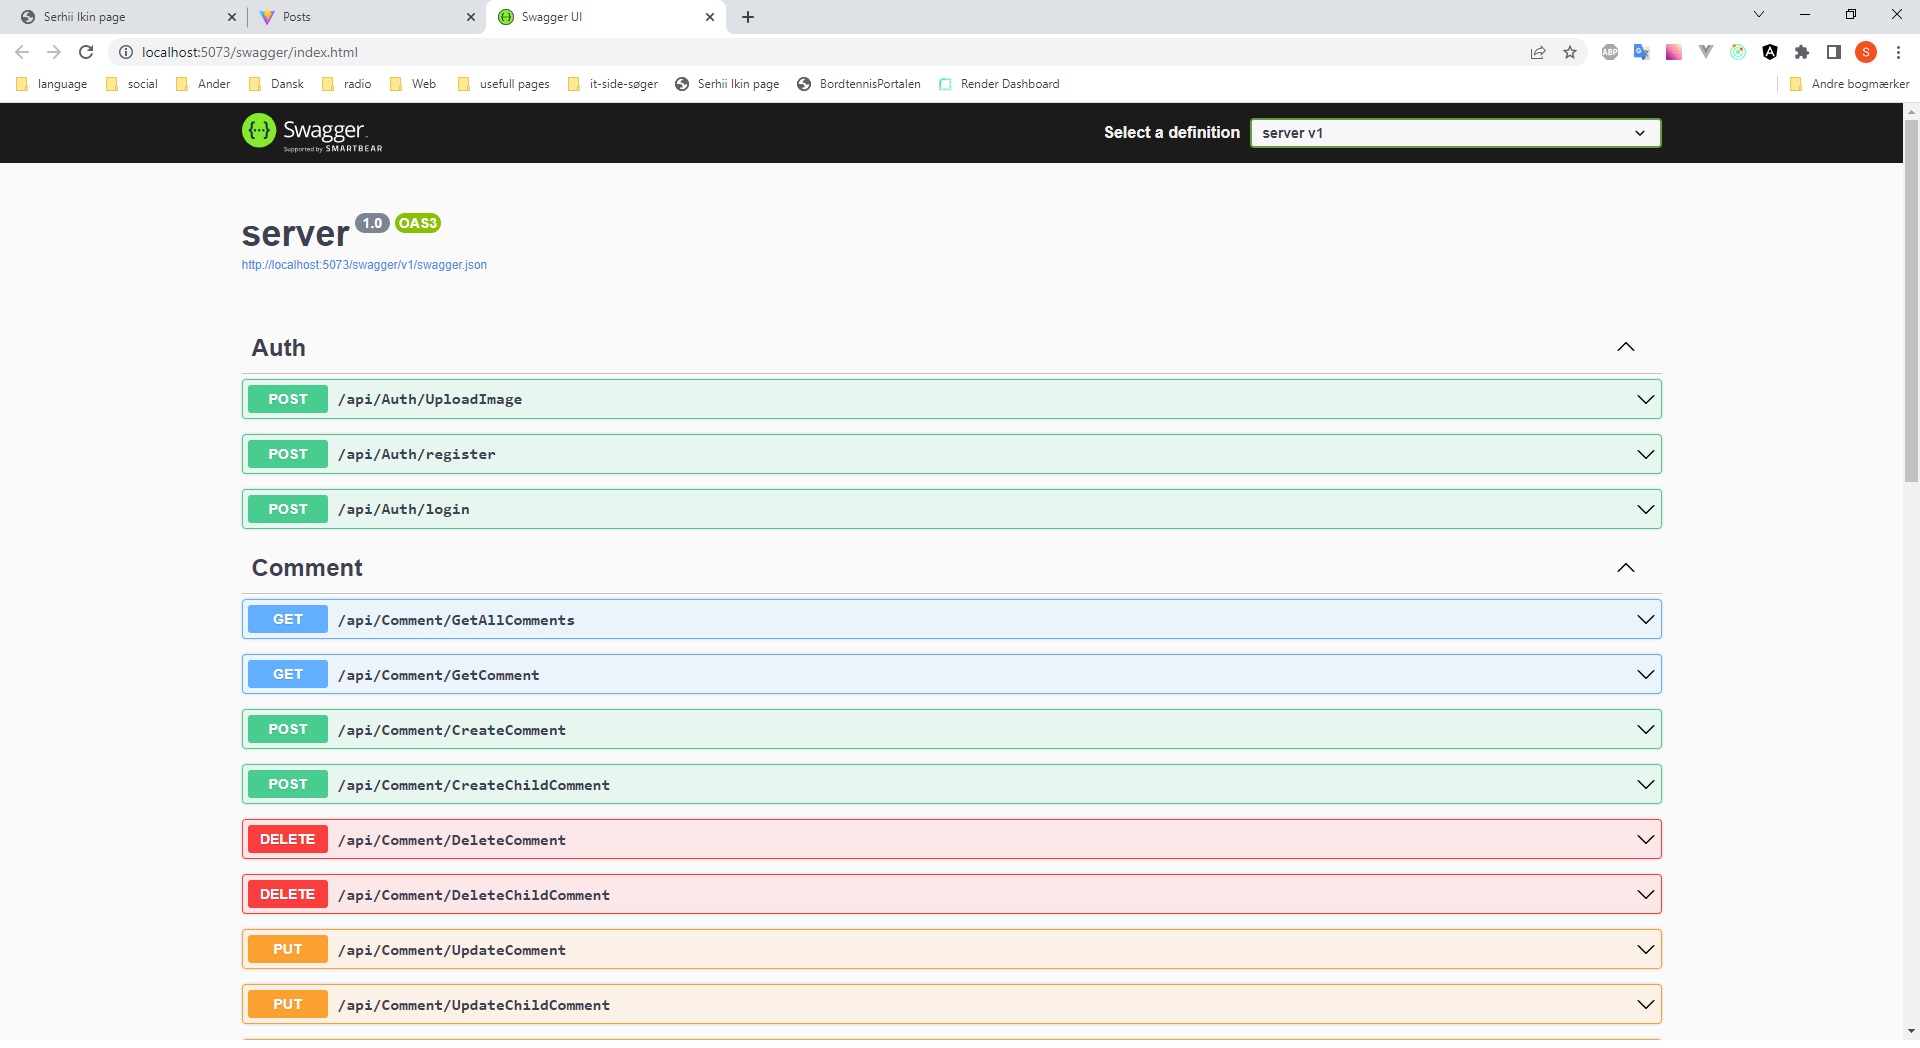 Serhii Ikin page
Posts
Swagger UI
localhost:5073/swagger/index.html
ABP
S
language
social
Ander
Dansk
radio
Web
usefull pages
it-side-søger
Serhii Ikin page
BordtennisPortalen
Render Dashboard
Andre bogmærker
{···} Swagger.
Supported by SMARTBEAR
Select a definition
server v1
server 1.0 OAS3
http://localhost:5073/swagger/v1/swagger.json
Auth
POST /api/Auth/UploadImage
POST /api/Auth/register
POST /api/Auth/login
Comment
GET /api/Comment/GetAllComments
GET /api/Comment/GetComment
POST /api/Comment/CreateComment
POST /api/Comment/CreateChildComment
DELETE /api/Comment/DeleteComment
DELETE /api/Comment/DeleteChildComment
PUT /api/Comment/UpdateComment
PUT /api/Comment/UpdateChildComment